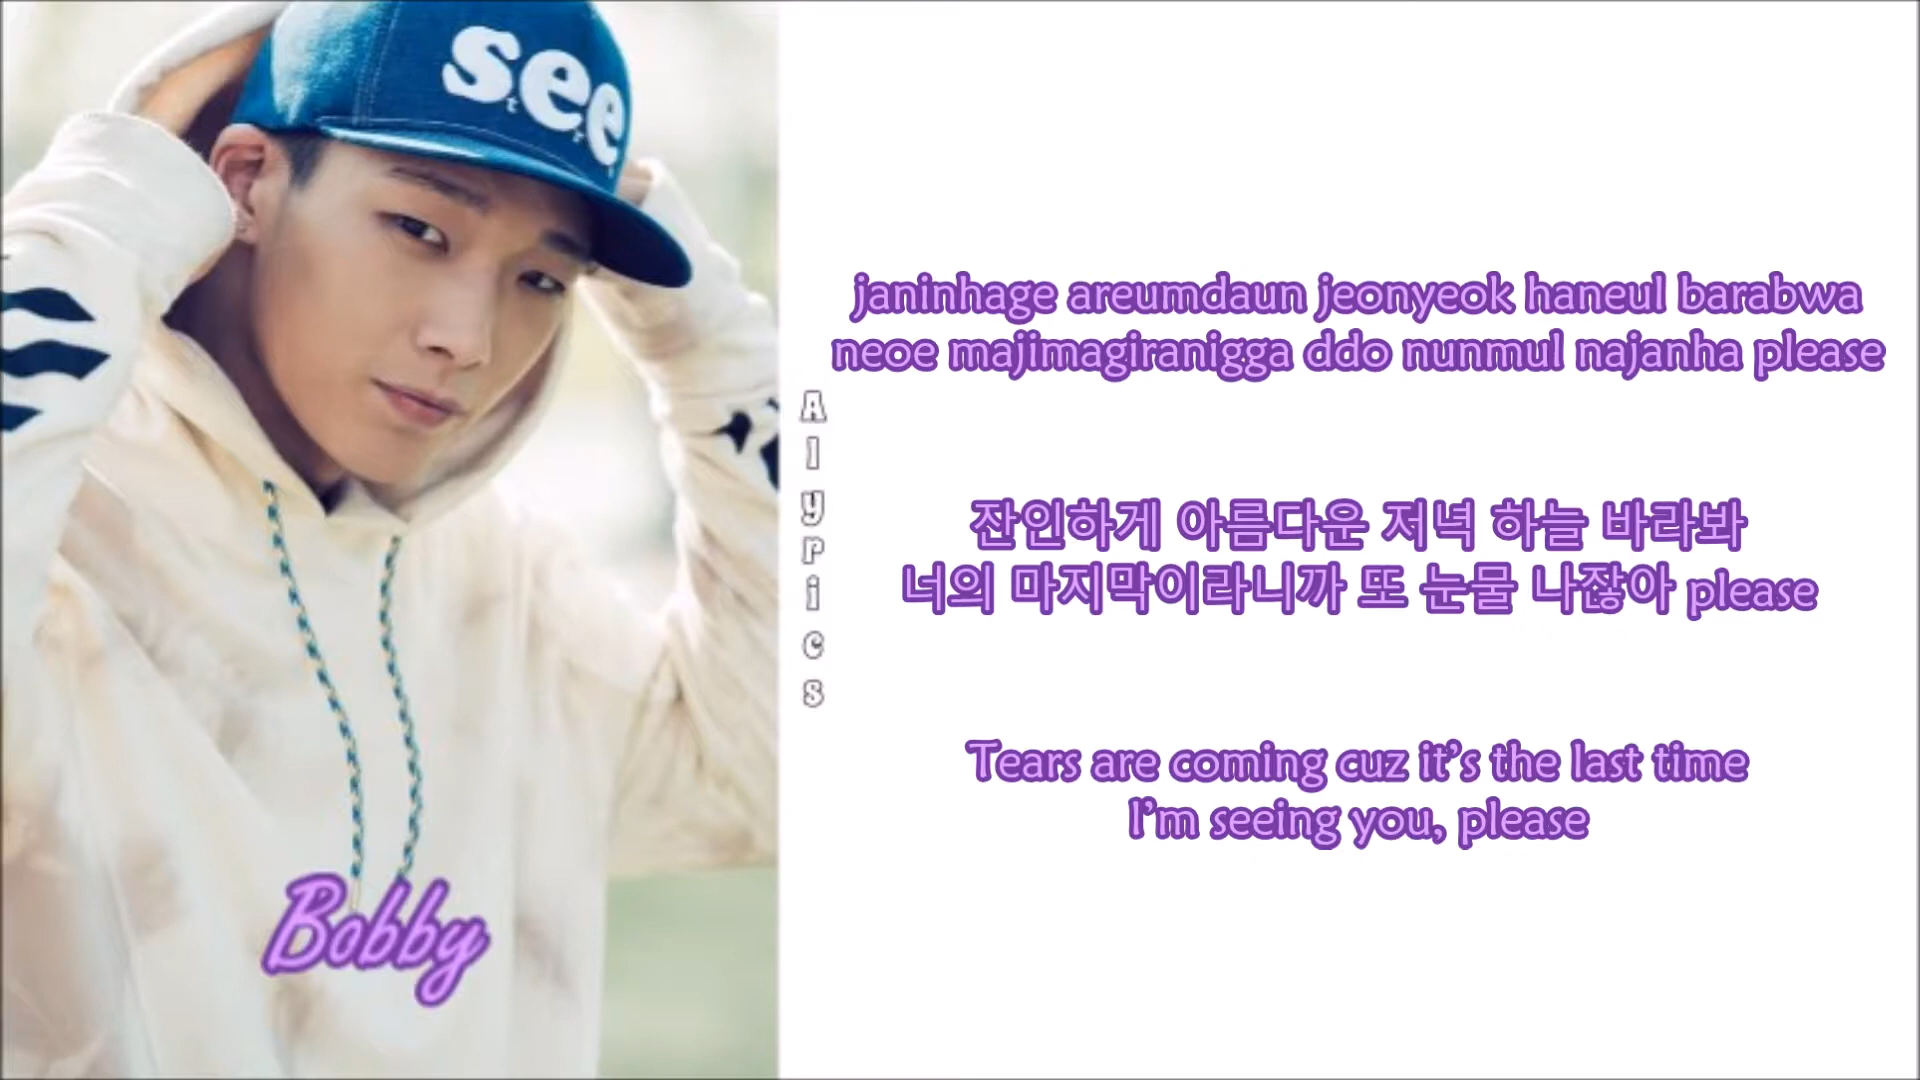 see
Bobby
Alyrics
janinhage areumdaun jeonyeok haneul barabwa
neoe majimagiranigga ddo nunmul najanha please
잔인하게 아름다운 저녁 하늘 바라봐
너의 마지막이라니까 또 눈물 나잖아 please
Tears are coming cuz it’s the last time
I’m seeing you, please